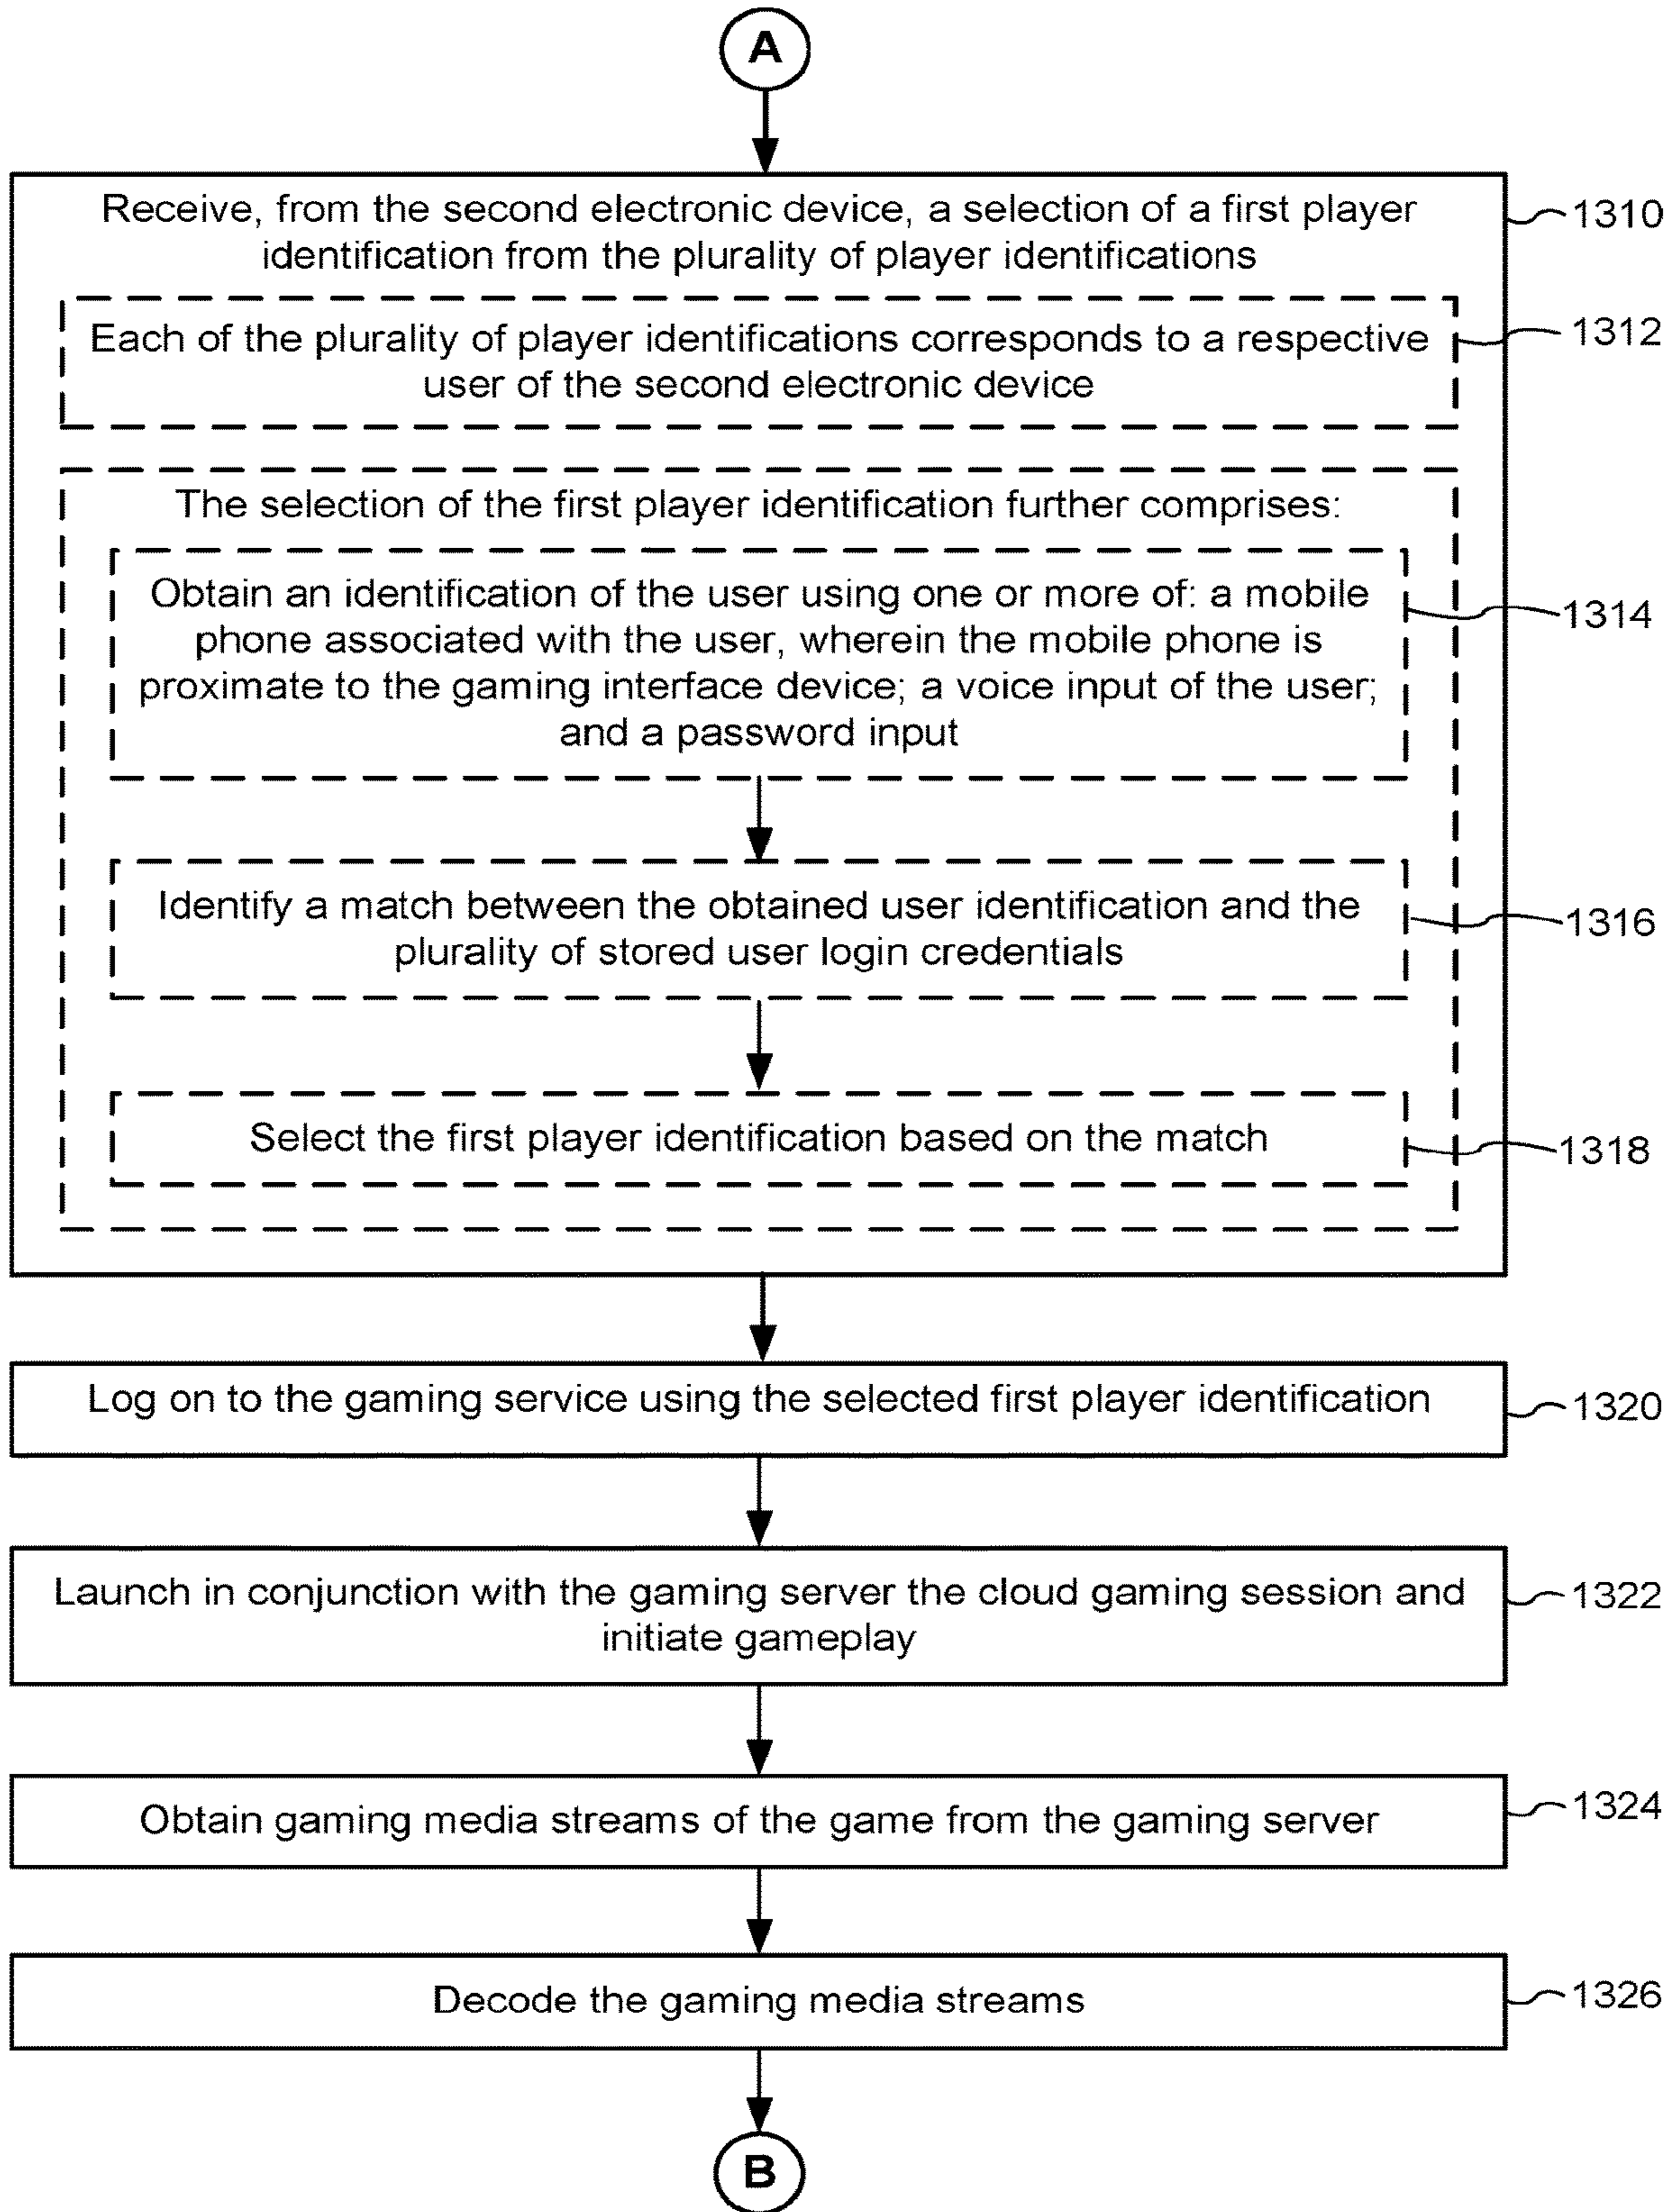 A
Receive, from the second electronic device, a selection of a first player
identification from the plurality of player identifications
1310
Each of the plurality of player identifications corresponds to a respective
user of the second electronic device
1312
The selection of the first player identification further comprises:
Obtain an identification of the user using one or more of: a mobile
phone associated with the user, wherein the mobile phone is
proximate to the gaming interface device; a voice input of the user;
and a password input
1314
Identify a match between the obtained user identification and the
plurality of stored user login credentials
1316
Select the first player identification based on the match
1318
Log on to the gaming service using the selected first player identification
1320
Launch in conjunction with the gaming server the cloud gaming session and
initiate gameplay
1322
Obtain gaming media streams of the game from the gaming server
1324
Decode the gaming media streams
1326
B